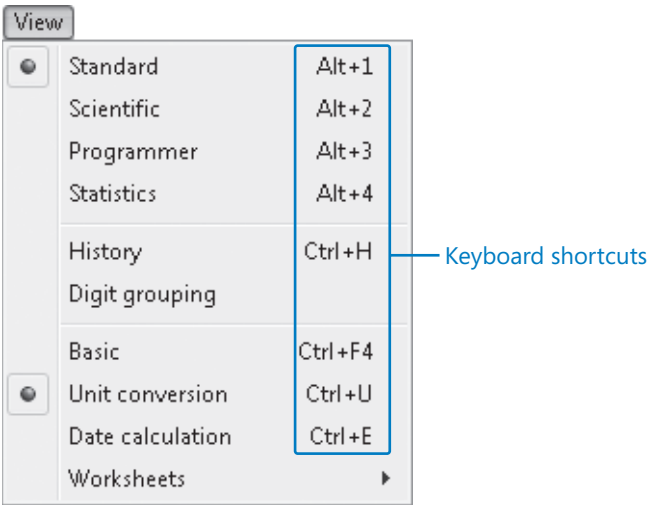 View
Standard Alt+1
Scientific Alt+2
Programmer Alt+3
Statistics Alt+4
History Ctrl+H
Keyboard shortcuts
Digit grouping
Basic Ctrl+F4
Unit conversion Ctrl+U
Date calculation Ctrl+E
Worksheets